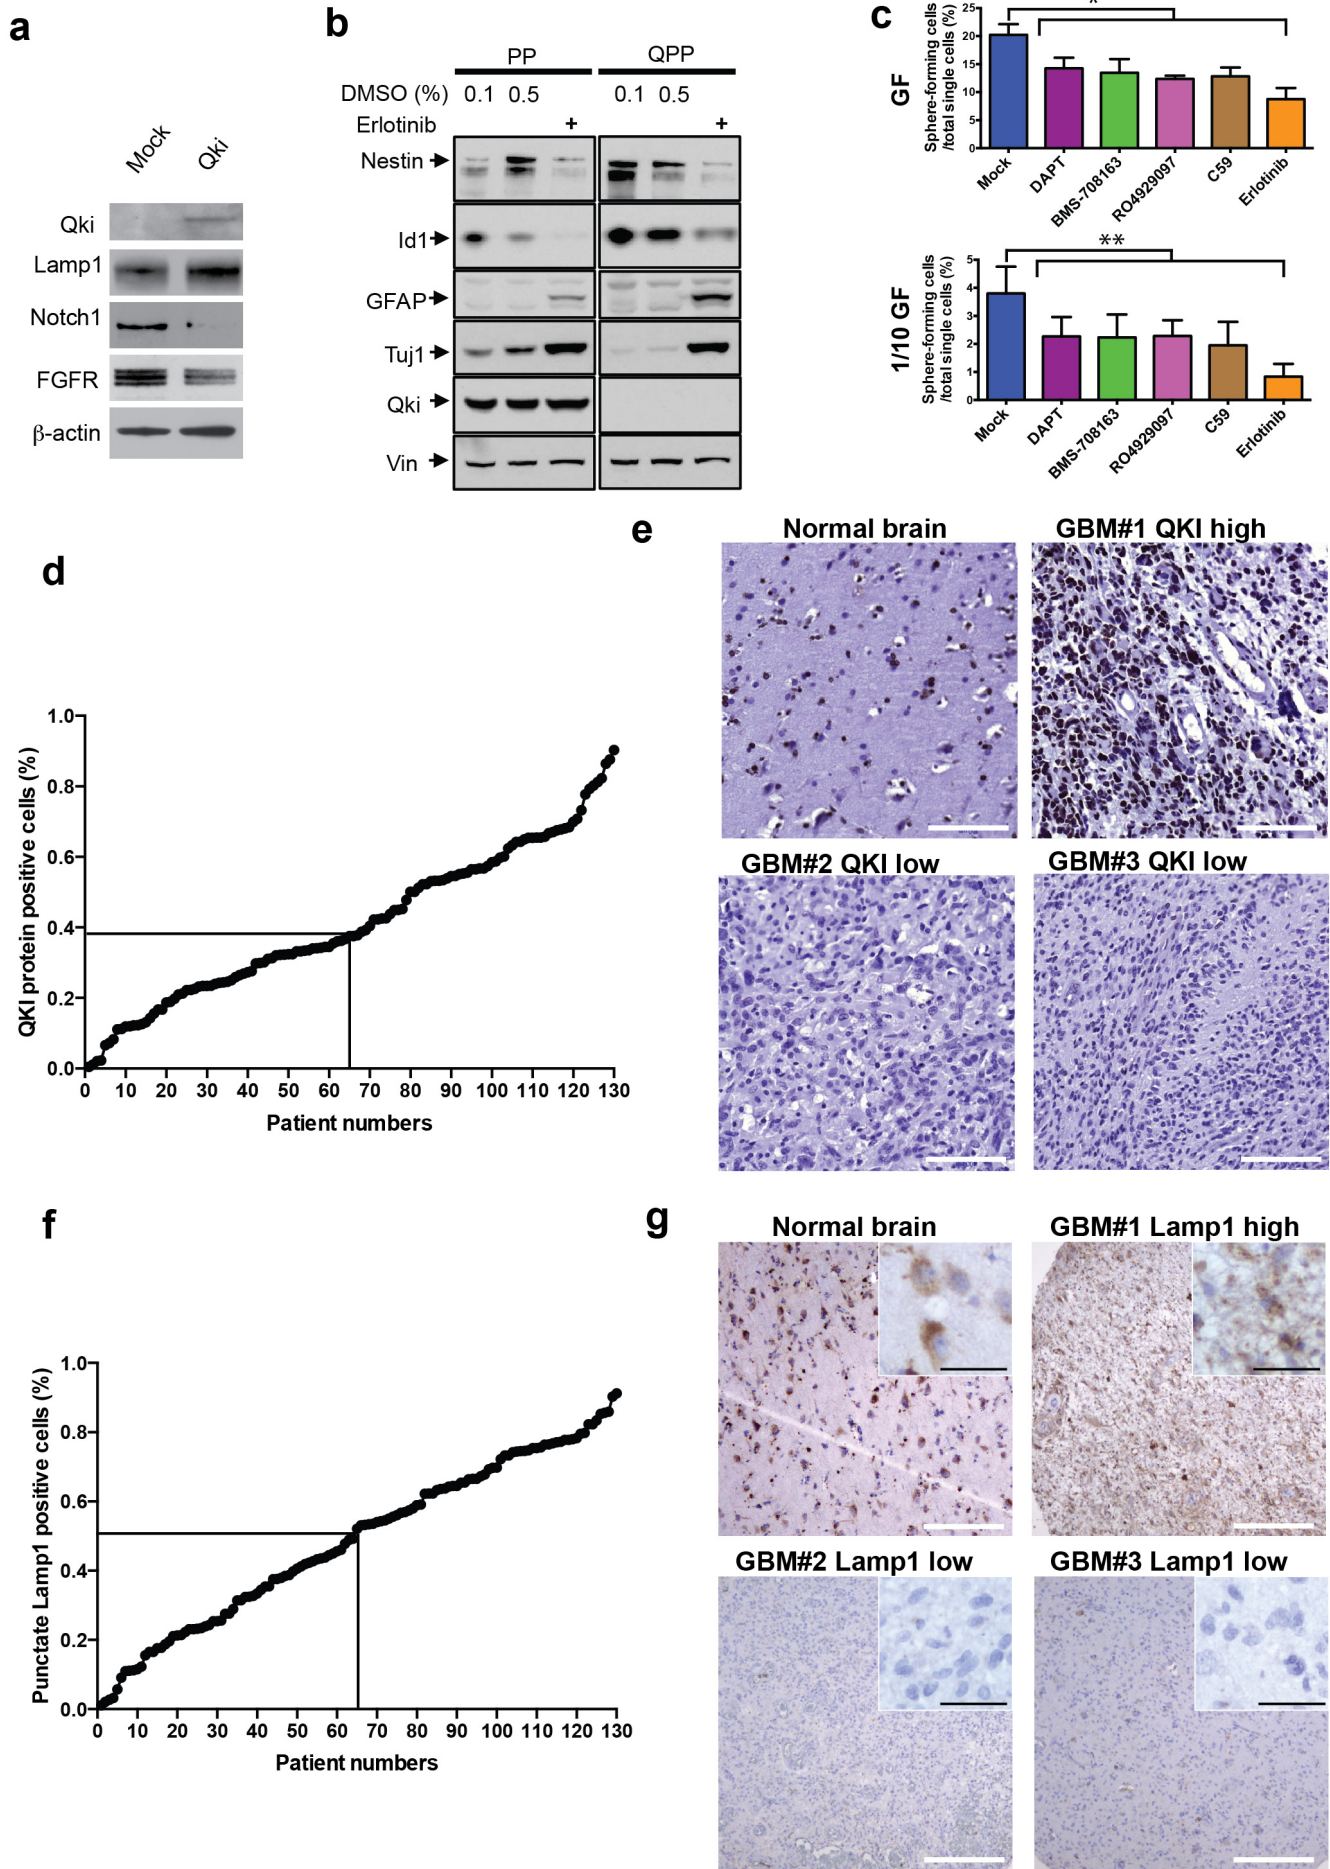 a
Mock
Qki
Qki
Lamp1
Notch1
FGFR
β-actin
b
PP
QPP
DMSO (%)
0.1
0.5
0.1
0.5
Erlotinib
+
+
Nestin
Id1
GFAP
Tuj1
Qki
Vin
c
GF
Sphere-forming cells
/total single cells (%)
25
20
15
10
5
0
*
Mock
DAPT
BMS-708163
RO4929097
C59
Erlotinib
1/10 GF
Sphere-forming cells
/total single cells (%)
5
4
3
2
1
0
**
Mock
DAPT
BMS-708163
RO4929097
C59
Erlotinib
d
QKI protein positive cells (%)
1.0
0.8
0.6
0.4
0.2
0.0
0 10 20 30 40 50 60 70 80 90 100 110 120 130
Patient numbers
e
Normal brain
GBM#1 QKI high
GBM#2 QKI low
GBM#3 QKI low
f
Punctate Lamp1 positive cells (%)
1.0
0.8
0.6
0.4
0.2
0.0
0 10 20 30 40 50 60 70 80 90 100 110 120 130
Patient numbers
g
Normal brain
GBM#1 Lamp1 high
GBM#2 Lamp1 low
GBM#3 Lamp1 low